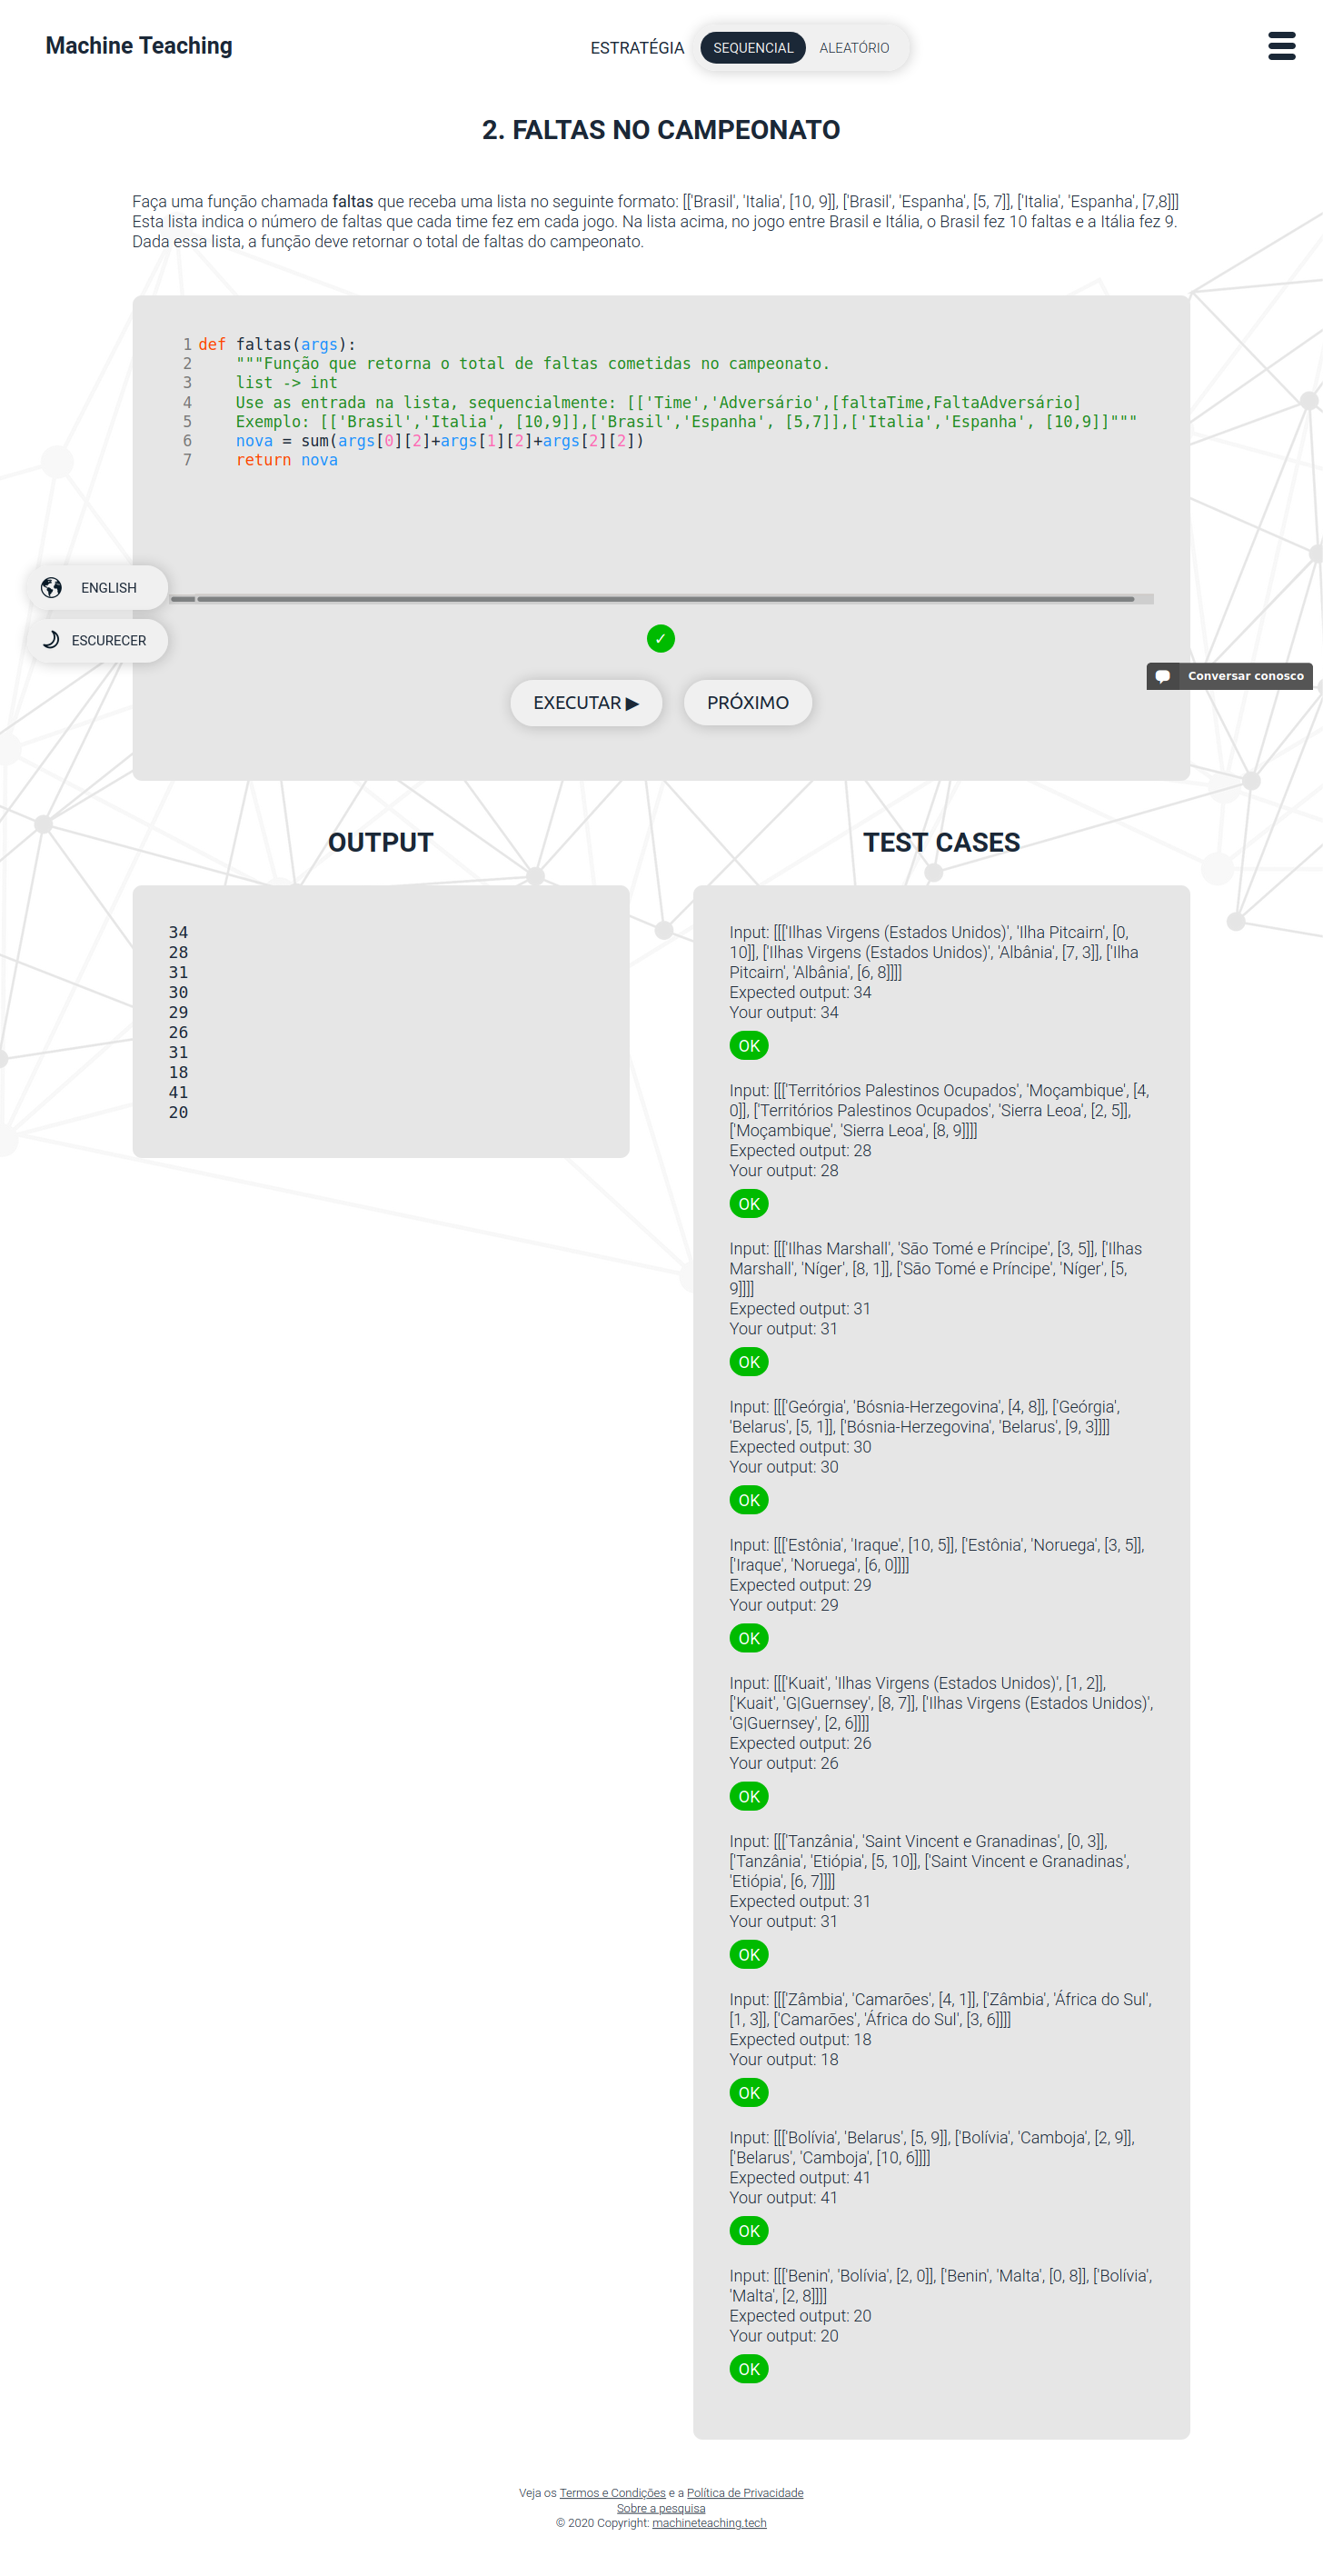 Machine Teaching
ESTRATÉGIA SEQUENCIAL ALEATÓRIO
2. FALTAS NO CAMPEONATO
Faça uma função chamada faltas que receba uma lista no seguinte formato: [['Brasil', 'Italia', [10, 9]], ['Brasil', 'Espanha', [5, 7]], ['Italia', 'Espanha', [7,8]]]
Esta lista indica o número de faltas que cada time fez em cada jogo. Na lista acima, no jogo entre Brasil e Itália, o Brasil fez 10 faltas e a Itália fez 9.
Dada essa lista, a função deve retornar o total de faltas do campeonato.
1 def faltas(args):
2     """Função que retorna o total de faltas cometidas no campeonato.
3     list -> int
4     Use as entrada na lista, sequencialmente: [['Time','Adversário',[faltaTime,FaltaAdversário]
5     Exemplo: [['Brasil','Italia', [10,9]],['Brasil','Espanha', [5,7]],['Italia','Espanha', [10,9]]"""
6     nova = sum(args[0][2]+args[1][2]+args[2][2])
7     return nova
ENGLISH
ESCURECER
✓
Conversar conosco
EXECUTAR ▶ PRÓXIMO
OUTPUT
34
28
31
30
29
26
31
18
41
20
TEST CASES
Input: [[['Ilhas Virgens (Estados Unidos)', 'Ilha Pitcairn', [0,
10]], ['Ilhas Virgens (Estados Unidos)', 'Albânia', [7, 3]], ['Ilha
Pitcairn', 'Albânia', [6, 8]]]]
Expected output: 34
Your output: 34
OK
Input: [[['Territórios Palestinos Ocupados', 'Moçambique', [4,
0]], ['Territórios Palestinos Ocupados', 'Sierra Leoa', [2, 5]],
['Moçambique', 'Sierra Leoa', [8, 9]]]]
Expected output: 28
Your output: 28
OK
Input: [[['Ilhas Marshall', 'São Tomé e Príncipe', [3, 5]], ['Ilhas
Marshall', 'Níger', [8, 1]], ['São Tomé e Príncipe', 'Níger', [5,
9]]]]
Expected output: 31
Your output: 31
OK
Input: [[['Geórgia', 'Bósnia-Herzegovina', [4, 8]], ['Geórgia',
'Belarus', [5, 1]], ['Bósnia-Herzegovina', 'Belarus', [9, 3]]]]
Expected output: 30
Your output: 30
OK
Input: [[['Estônia', 'Iraque', [10, 5]], ['Estônia', 'Noruega', [3, 5]],
['Iraque', 'Noruega', [6, 0]]]]
Expected output: 29
Your output: 29
OK
Input: [[['Kuait', 'Ilhas Virgens (Estados Unidos)', [1, 2]],
['Kuait', 'G|Guernsey', [8, 7]], ['Ilhas Virgens (Estados Unidos)',
'G|Guernsey', [2, 6]]]]
Expected output: 26
Your output: 26
OK
Input: [[['Tanzânia', 'Saint Vincent e Granadinas', [0, 3]],
['Tanzânia', 'Etiópia', [5, 10]], ['Saint Vincent e Granadinas',
'Etiópia', [6, 7]]]]
Expected output: 31
Your output: 31
OK
Input: [[['Zâmbia', 'Camarões', [4, 1]], ['Zâmbia', 'África do Sul',
[1, 3]], ['Camarões', 'África do Sul', [3, 6]]]]
Expected output: 18
Your output: 18
OK
Input: [[['Bolívia', 'Belarus', [5, 9]], ['Bolívia', 'Camboja', [2, 9]],
['Belarus', 'Camboja', [10, 6]]]]
Expected output: 41
Your output: 41
OK
Input: [[['Benin', 'Bolívia', [2, 0]], ['Benin', 'Malta', [0, 8]], ['Bolívia',
'Malta', [2, 8]]]]
Expected output: 20
Your output: 20
OK
Veja os Termos e Condições e a Política de Privacidade
Sobre a pesquisa
© 2020 Copyright: machineteaching.tech